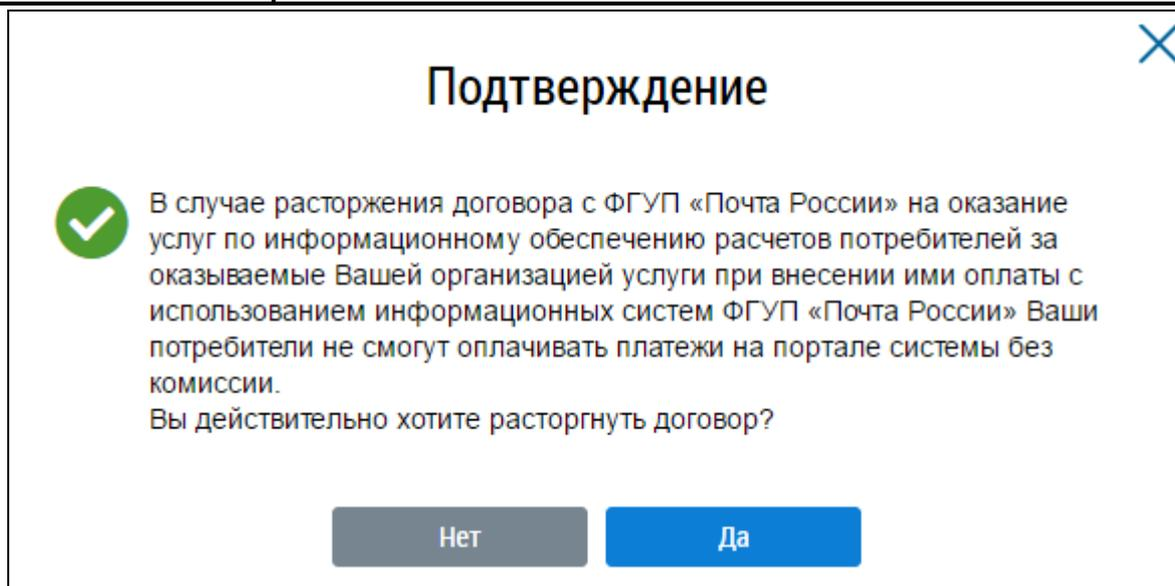 Подтверждение
В случае расторжения договора с ФГУП «Почта России» на оказание
услуг по информационному обеспечению расчетов потребителей за
оказываемые Вашей организацией услуги при внесении ими оплаты с
использованием информационных систем ФГУП «Почта России» Ваши
потребители не смогут оплачивать платежи на портале системы без
комиссии.
Вы действительно хотите расторгнуть договор?
Нет Да